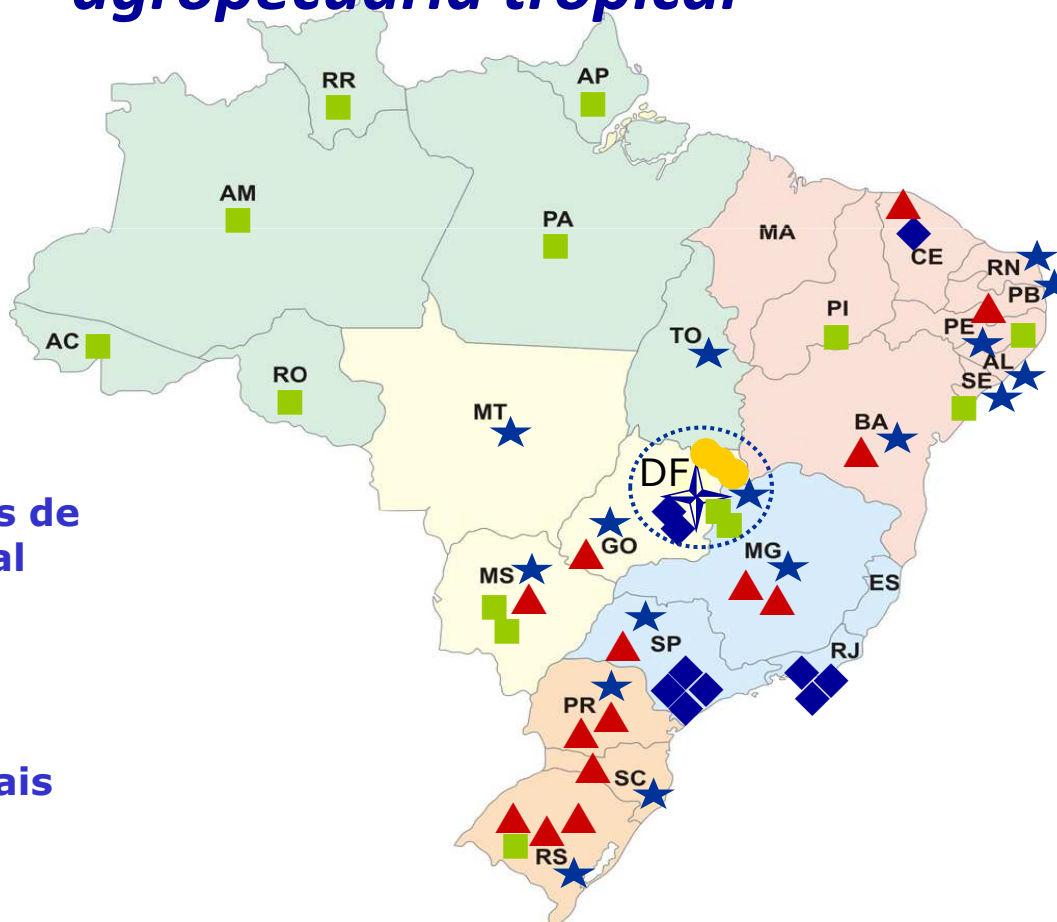 agropecuária tropical
RR
AP
AM
PA
MA
CE
RN
PB
PI
PE
AL
SE
AC
RO
TO
MT
BA
DF
s de
al
GO
MG
MS
ES
SP
RJ
PR
SC
ais
RS